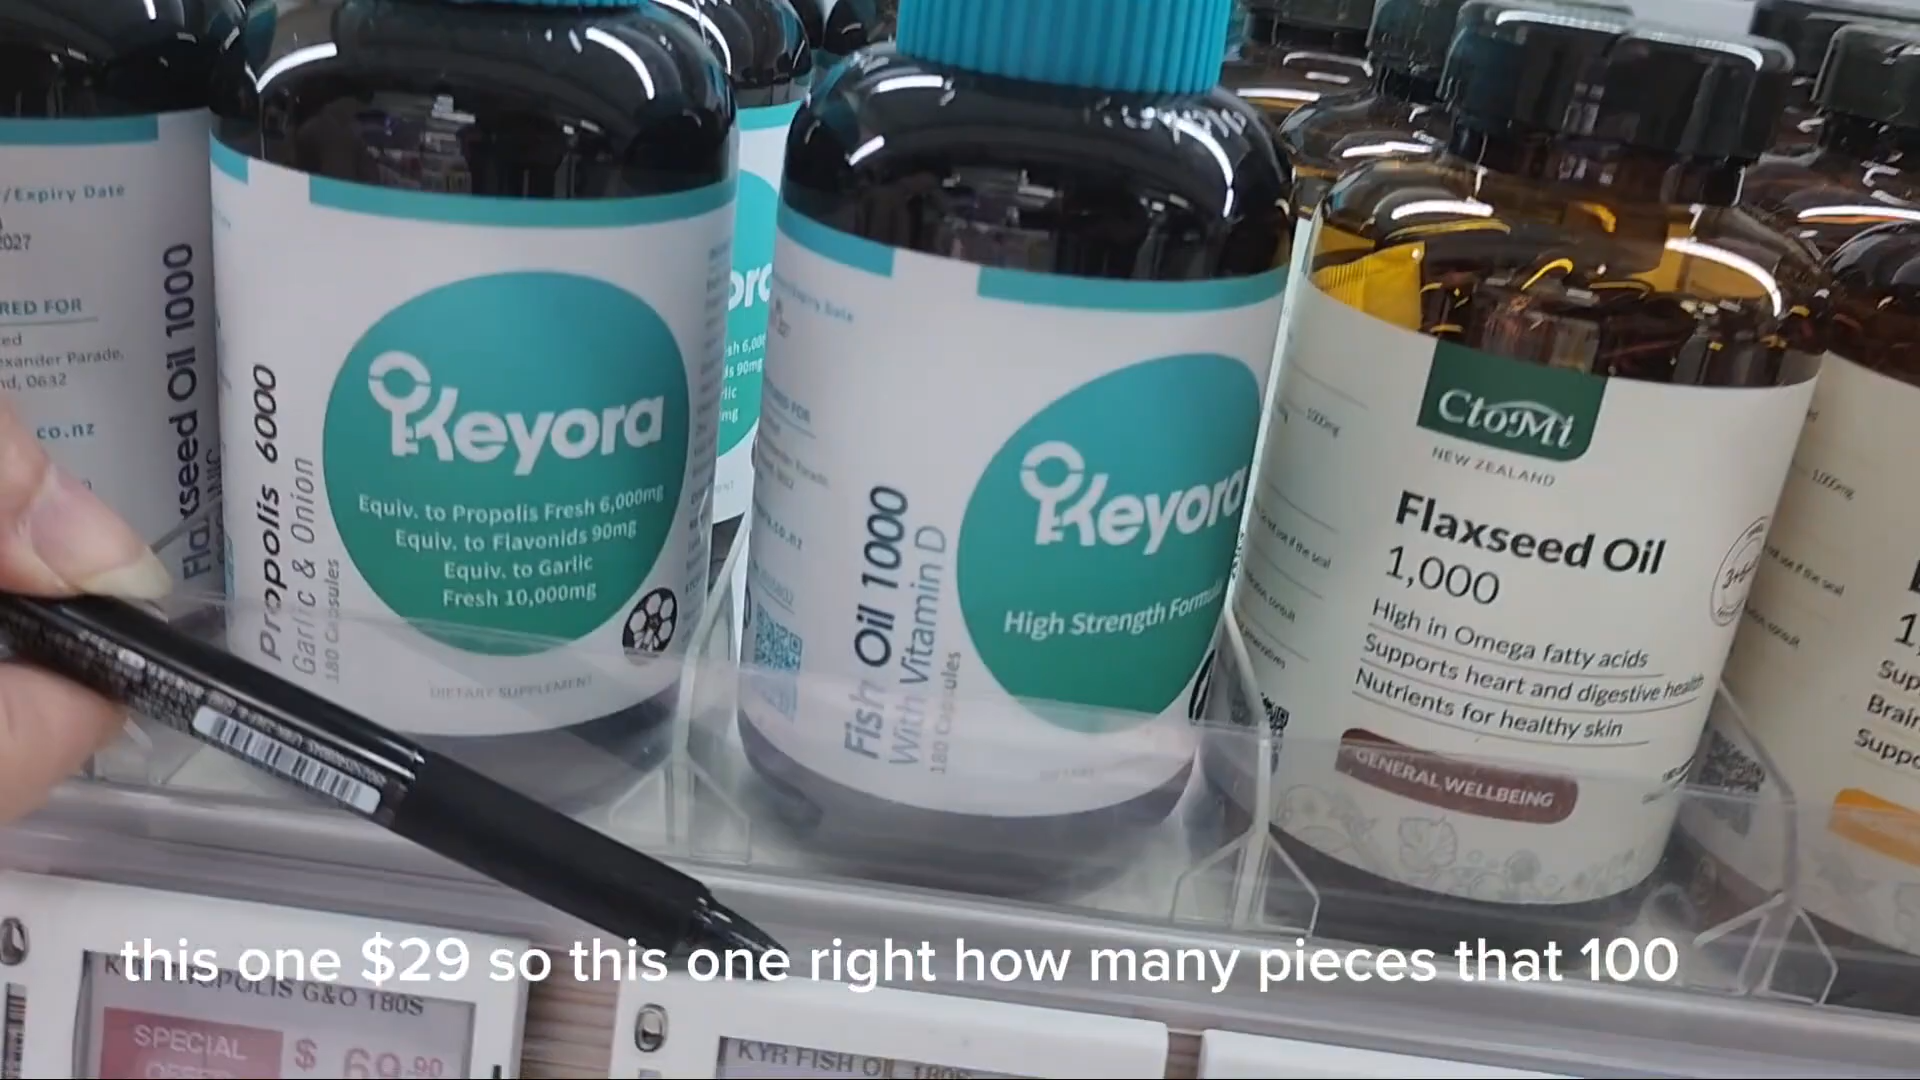 /Expiry Date
2027
RED FOR
exander Parade,
0632
co.nz
Flaxseed Oil 1000
Propolis 6000
Garlic & Onion
180 Capsules
Keyora
Equiv. to Propolis Fresh 6,000mg
Equiv. to Flavonids 90mg
Equiv. to Garlic
Fresh 10,000mg
DIETARY SUPPLEMENT
Fish Oil 1000
With Vitamin D
180 Capsules
Keyora
High Strength Formula
CtoMi
NEW ZEALAND
Flaxseed Oil
1,000
High in Omega fatty acids
Supports heart and digestive health
Nutrients for healthy skin
GENERAL WELLBEING
this one $29 so this one right how many pieces that 100
PROPOLIS G&O 180S
SPECIAL
OFFER
$ 69.90
KYR FISH OIL 180S